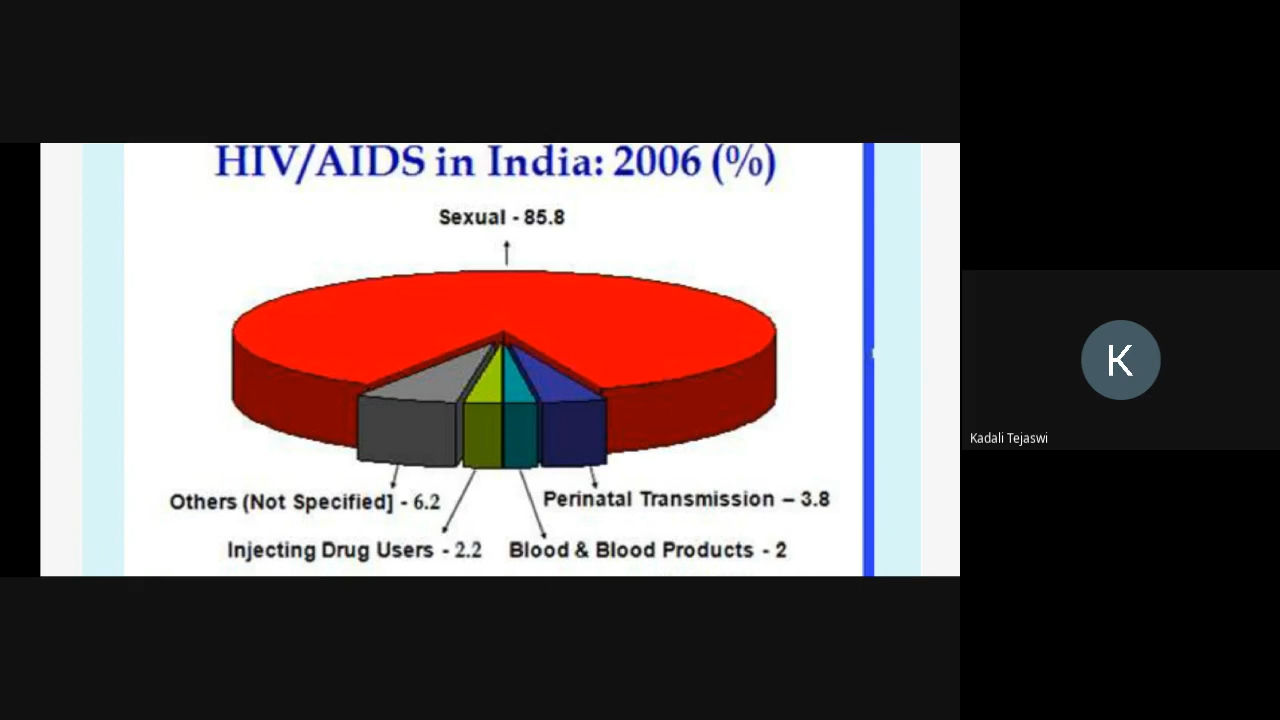 HIV/AIDS in India: 2006 (%)
Sexual - 85.8
Others (Not Specified] - 6.2
Perinatal Transmission – 3.8
Injecting Drug Users - 2.2
Blood & Blood Products - 2
K
Kadali Tejaswi